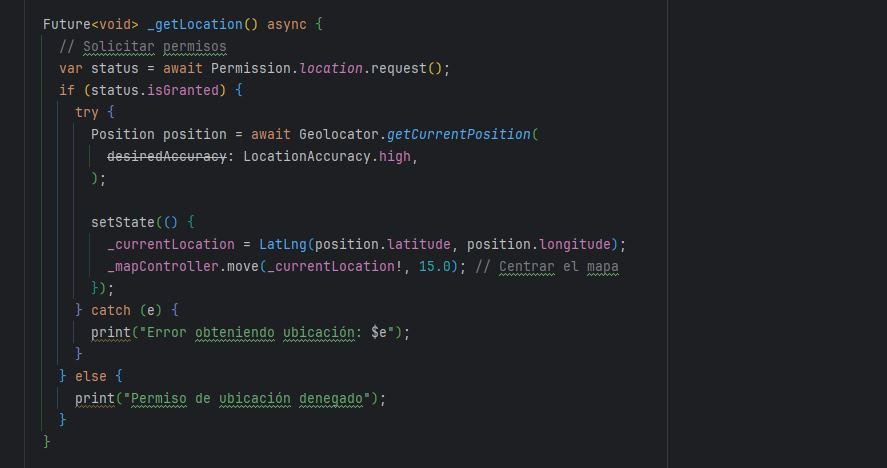 Future<void> _getLocation() async {
// Solicitar permisos
var status = await Permission.location.request();
if (status.isGranted) {
try {
Position position = await Geolocator.getCurrentPosition(
desiredAccuracy: LocationAccuracy.high,
);
setState(() {
_currentLocation = LatLng(position.latitude, position.longitude);
_mapController.move(_currentLocation!, 15.0); // Centrar el mapa
});
} catch (e) {
print("Error obteniendo ubicación: $e");
}
} else {
print("Permiso de ubicación denegado");
}
}